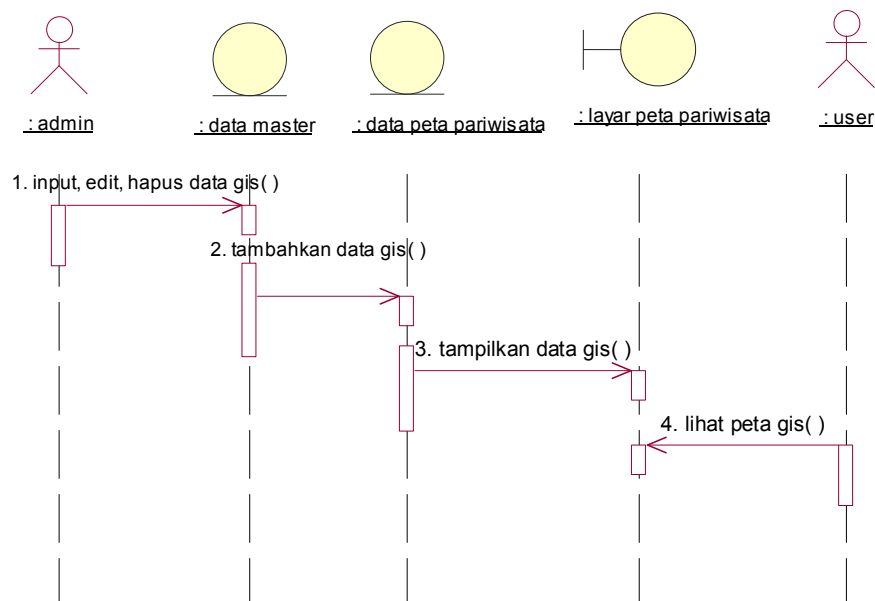 : admin
: data master
: data peta pariwisata
: layar peta pariwisata
: user
1. input, edit, hapus data gis( )
2. tambahkan data gis( )
3. tampilkan data gis( )
4. lihat peta gis( )